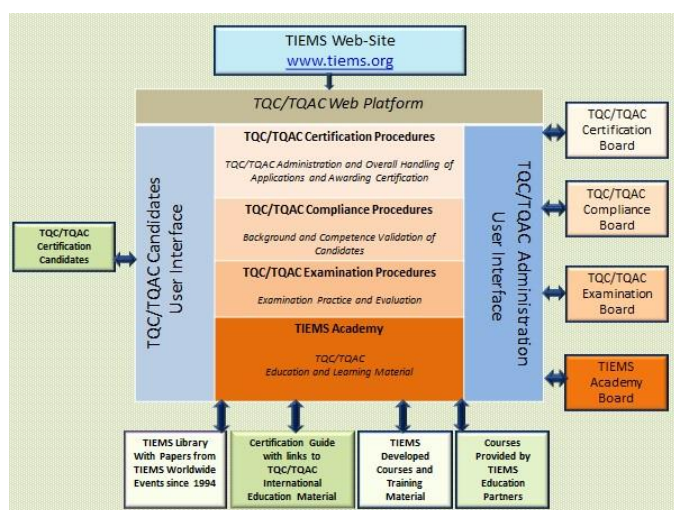 TIEMS Web-Site
www.tiems.org
TQC/TQAC Web Platform
TQC/TQAC Candidates
User Interface
TQC/TQAC Certification Procedures
TQC/TQAC Administration and Overall Handling of
Applications and Awarding Certification
TQC/TQAC Compliance Procedures
Background and Competence Validation of
Candidates
TQC/TQAC Examination Procedures
Examination Practice and Evaluation
TIEMS Academy
TQC/TQAC
Education and Learning Material
TQC/TQAC Administration
User Interface
TQC/TQAC
Certification
Candidates
TQC/TQAC
Certification
Board
TQC/TQAC
Compliance
Board
TQC/TQAC
Examination
Board
TIEMS
Academy
Board
TIEMS Library
With Papers from
TIEMS Worldwide
Events since 1994
Certification Guide
with links to
TQC/TQAC
International
Education Material
TIEMS
Developed
Courses and
Training
Material
Courses
Provided by
TIEMS
Education
Partners